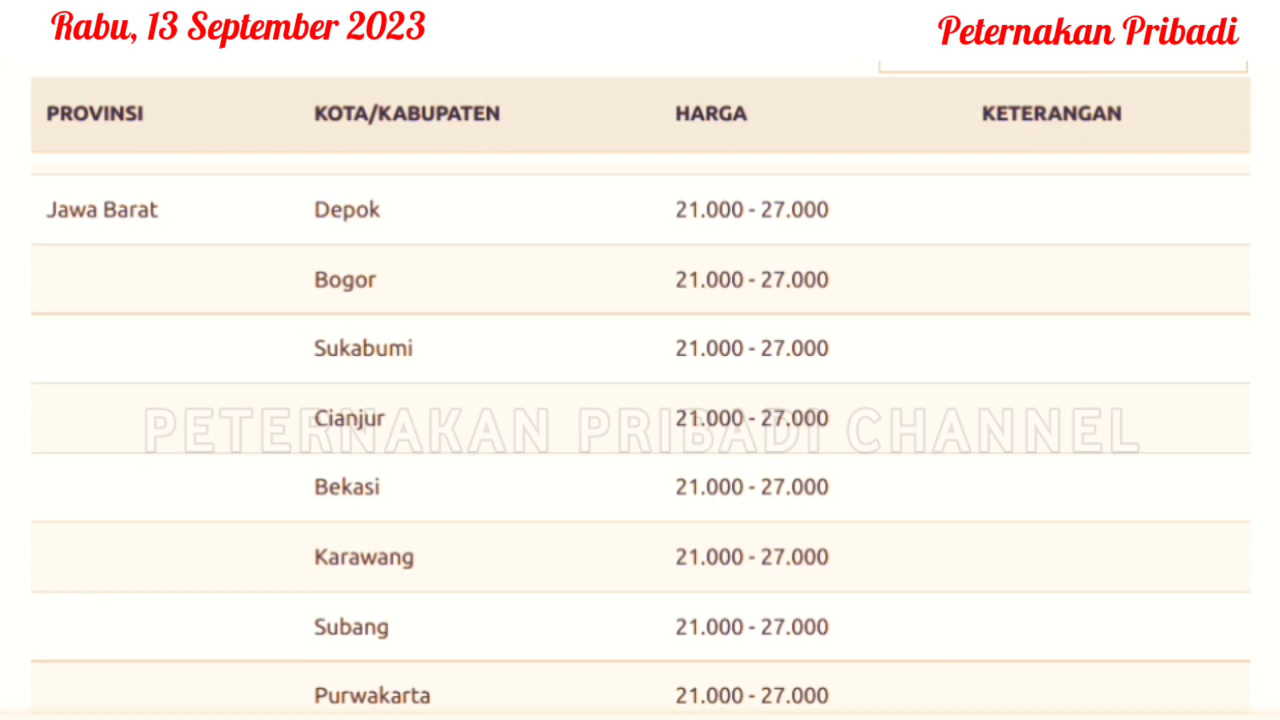 Rabu, 13 September 2023
Peternakan Pribadi
PROVINSI KOTA/KABUPATEN HARGA KETERANGAN
Jawa Barat Depok 21.000 - 27.000
Bogor 21.000 - 27.000
Sukabumi 21.000 - 27.000
Cianjur 21.000 - 27.000
PETERNAKAN PRIBADI CHANNEL
Bekasi 21.000 - 27.000
Karawang 21.000 - 27.000
Subang 21.000 - 27.000
Purwakarta 21.000 - 27.000